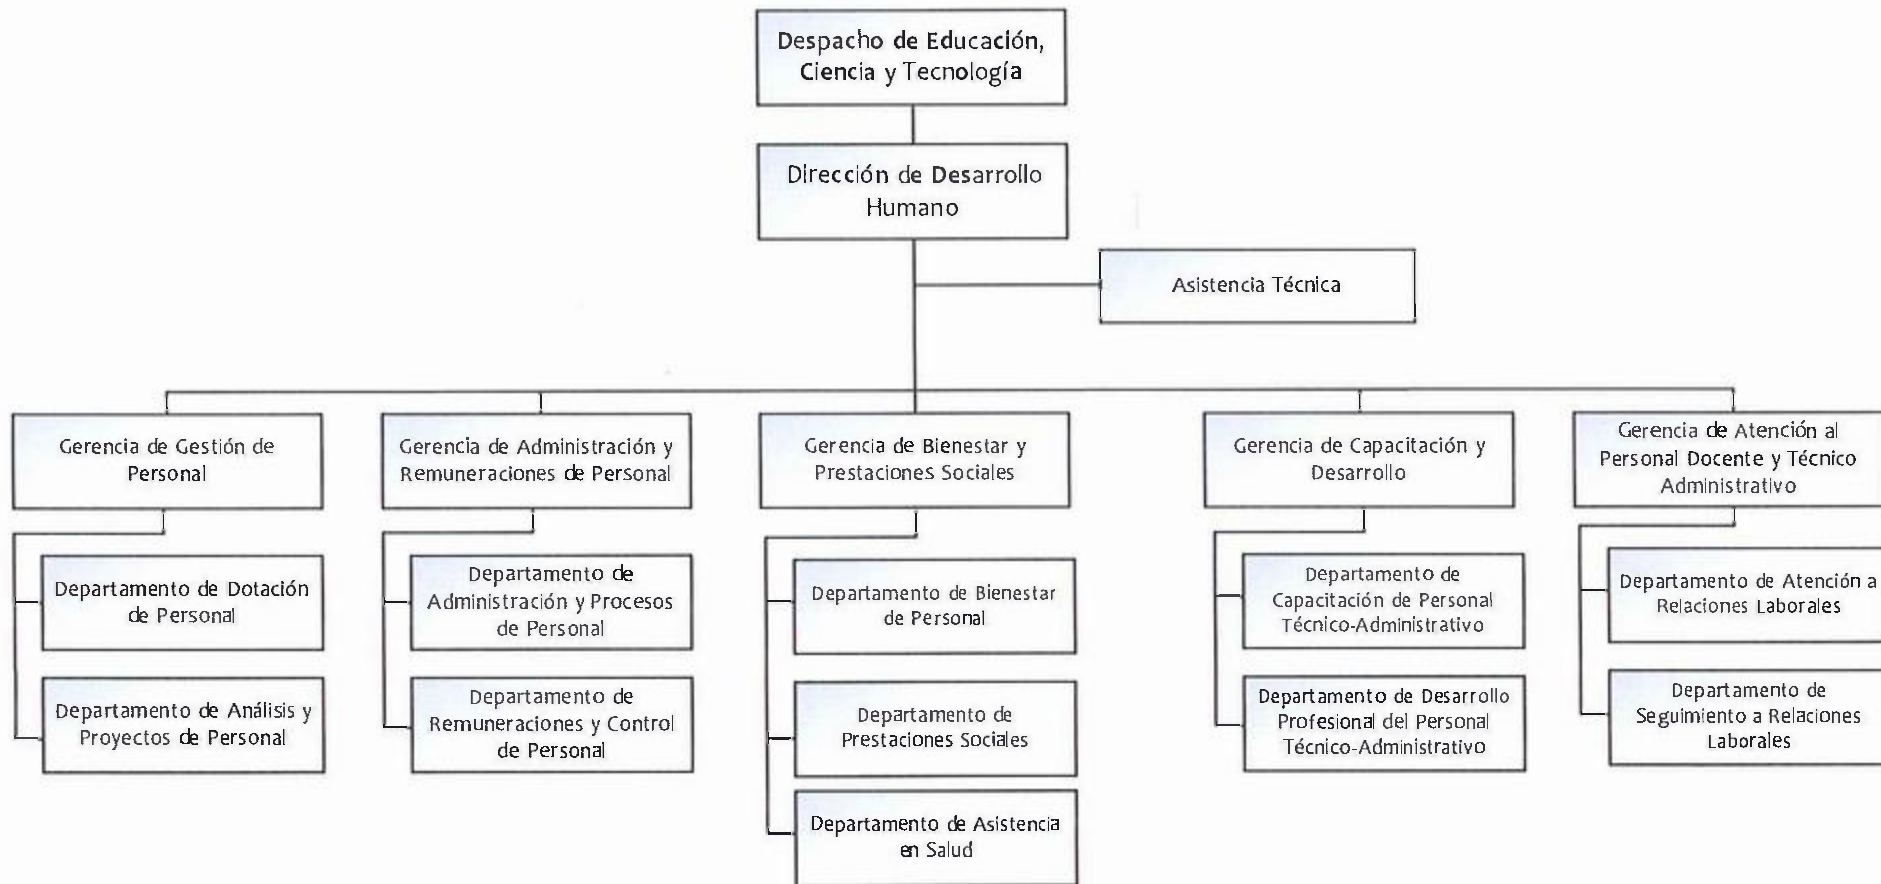 Despacho de Educación,
Ciencia y Tecnología
Dirección de Desarrollo
Humano
Asistencia Técnica
Gerencia de Gestión de
Personal
Gerencia de Administración y
Remuneraciones de Personal
Gerencia de Bienestar y
Prestaciones Sociales
Gerencia de Capacitación y
Desarrollo
Gerencia de Atención al
Personal Docente y Técnico
Administrativo
Departamento de Dotación
de Personal
Departamento de Análisis y
Proyectos de Personal
Departamento de
Administración y Procesos
de Personal
Departamento de
Remuneraciones y Control
de Personal
Departamento de Bienestar
de Personal
Departamento de
Prestaciones Sociales
Departamento de Asistencia
en Salud
Departamento de
Capacitación de Personal
Técnico-Administrativo
Departamento de Desarrollo
Profesional del Personal
Técnico-Administrativo
Departamento de Atención a
Relaciones Laborales
Departamento de
Seguimiento a Relaciones
Laborales